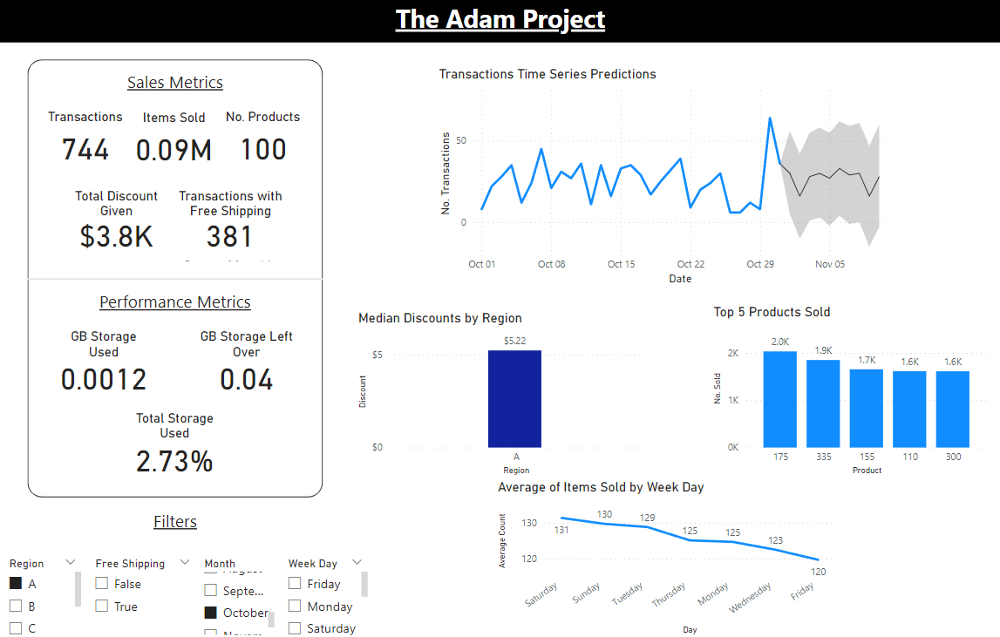 The Adam Project
Sales Metrics
Transactions
744
Items Sold
0.09M
No. Products
100
Total Discount
Given
$3.8K
Transactions with
Free Shipping
381
Performance Metrics
GB Storage
Used
0.0012
GB Storage Left
Over
0.04
Total Storage
Used
2.73%
Filters
Region
A
B
C
Free Shipping
False
True
Month
Septe...
October
Week Day
Friday
Monday
Saturday
Transactions Time Series Predictions
No. Transactions
50
0
Oct 01 Oct 08 Oct 15 Oct 22 Oct 29 Nov 05
Date
Median Discounts by Region
Discount
$5
$0
$5.22
A
Region
Top 5 Products Sold
No. Sold
2K
1K
0K
2.0K 1.9K 1.7K 1.6K 1.6K
175 335 155 110 300
Product
Average of Items Sold by Week Day
Average Count
130
120
131 130 129 125 125 123 120
Saturday Sunday Tuesday Thursday Monday Wednesday Friday
Day